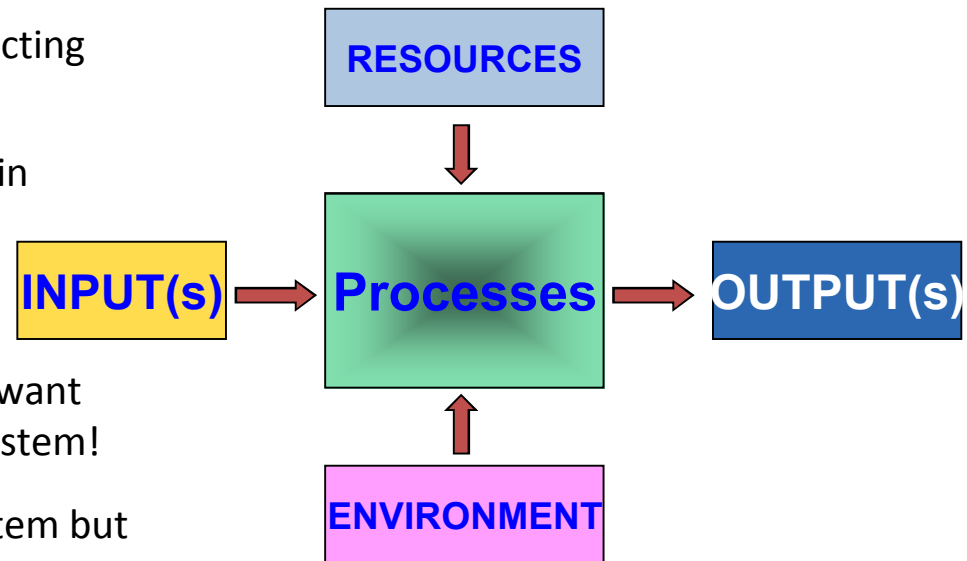 cting
RESOURCES
in
INPUT(s)
Processes
OUTPUT(s)
want
stem!
tem but
ENVIRONMENT